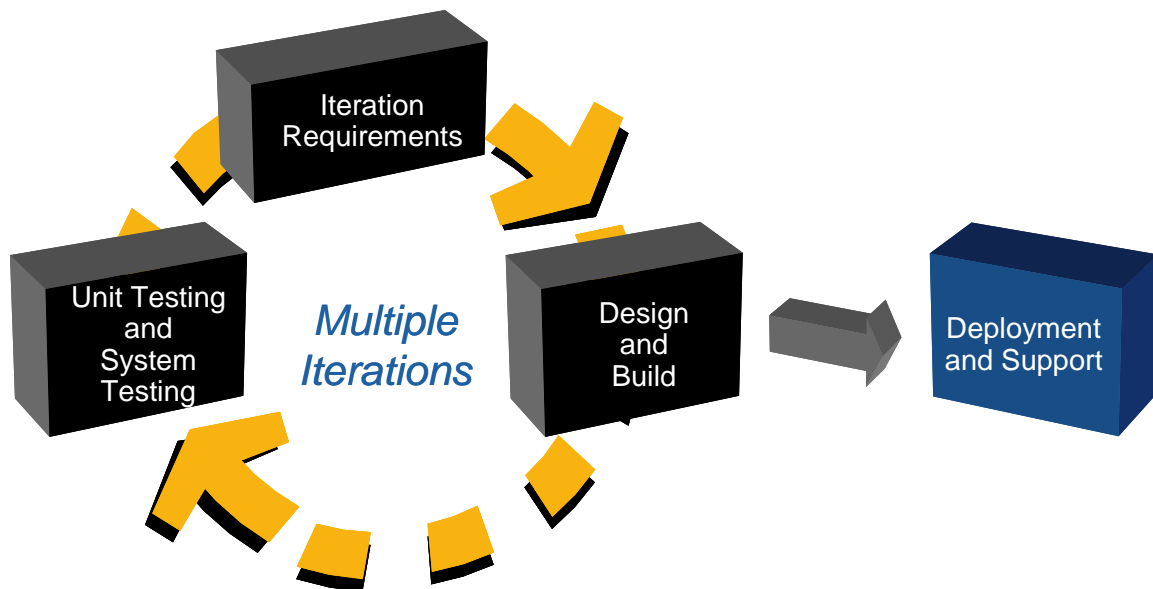 Iteration
Requirements
Unit Testing
and
System
Testing
Multiple
Iterations
Design
and
Build
Deployment
and Support